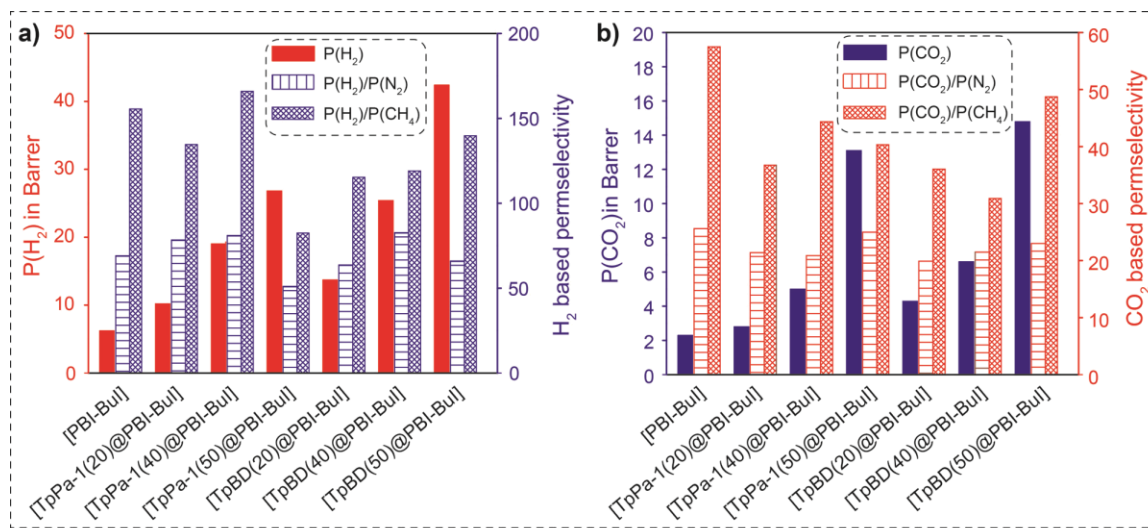 a)
P(H2)
P(H2)/P(N2)
P(H2)/P(CH4)
50
40
30
20
10
0
P(H2) in Barrer
200
150
100
50
0
H2 based permselectivity
[PBI-BuI]
[TpPa-1(20)@PBI-BuI]
[TpPa-1(40)@PBI-BuI]
[TpPa-1(50)@PBI-BuI]
[TpBD(20)@PBI-BuI]
[TpBD(40)@PBI-BuI]
[TpBD(50)@PBI-BuI]
b)
P(CO2)
P(CO2)/P(N2)
P(CO2)/P(CH4)
20
18
16
14
12
10
8
6
4
2
0
P(CO2) in Barrer
60
50
40
30
20
10
0
CO2 based permselectivity
[PBI-BuI]
[TpPa-1(20)@PBI-BuI]
[TpPa-1(40)@PBI-BuI]
[TpPa-1(50)@PBI-BuI]
[TpBD(20)@PBI-BuI]
[TpBD(40)@PBI-BuI]
[TpBD(50)@PBI-BuI]